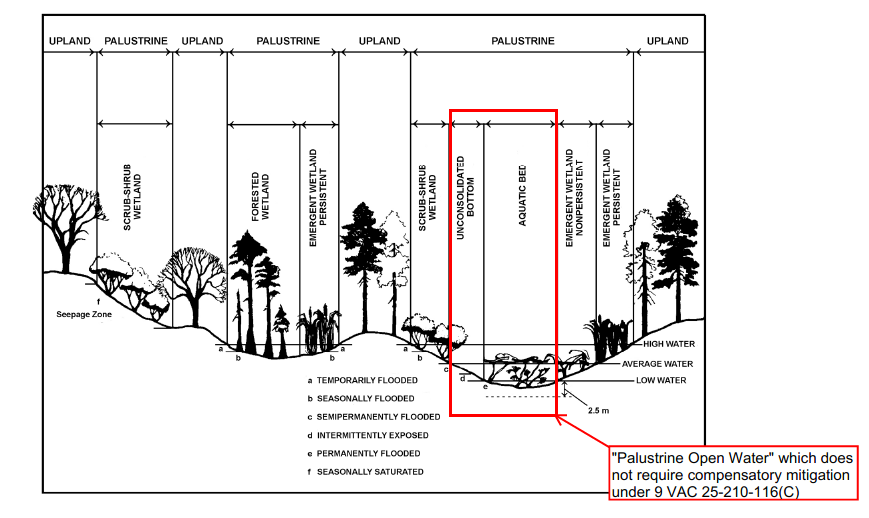 UPLAND PALUSTRINE UPLAND PALUSTRINE UPLAND PALUSTRINE UPLAND
SCRUB-SHRUB
WETLAND
FORESTED
WETLAND
EMERGENT WETLAND
PERSISTENT
SCRUB-SHRUB
WETLAND
UNCONSOLIDATED
BOTTOM
AQUATIC BED
EMERGENT WETLAND
NONPERSISTENT
EMERGENT WETLAND
PERSISTENT
f
Seepage Zone
a
b
b
a
a
b
c
d
e
HIGH WATER
AVERAGE WATER
LOW WATER
2.5 m
a TEMPORARILY FLOODED
b SEASONALLY FLOODED
c SEMIPERMANENTLY FLOODED
d INTERMITTENTLY EXPOSED
e PERMANENTLY FLOODED
f SEASONALLY SATURATED
"Palustrine Open Water" which does
not require compensatory mitigation
under 9 VAC 25-210-116(C)